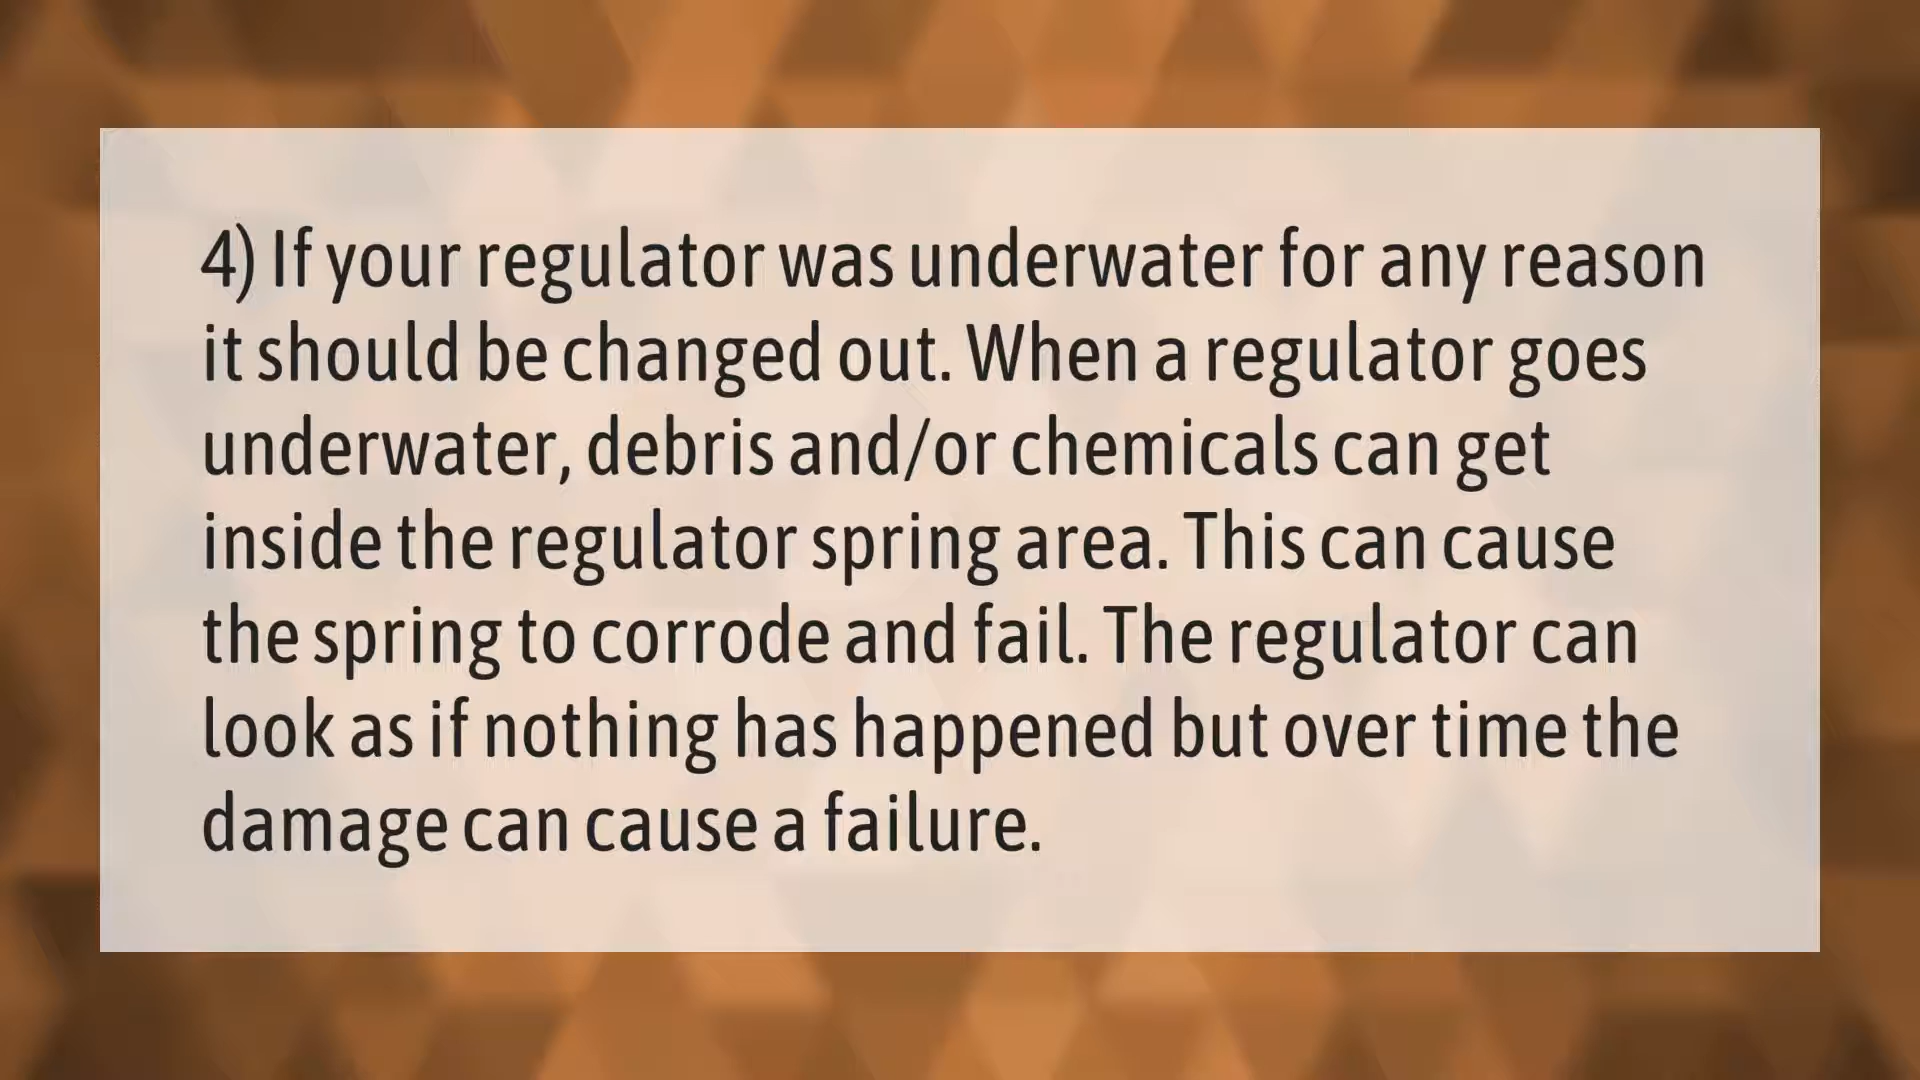 4) If your regulator was underwater for any reason
it should be changed out. When a regulator goes
underwater, debris and/or chemicals can get
inside the regulator spring area. This can cause
the spring to corrode and fail. The regulator can
look as if nothing has happened but over time the
damage can cause a failure.